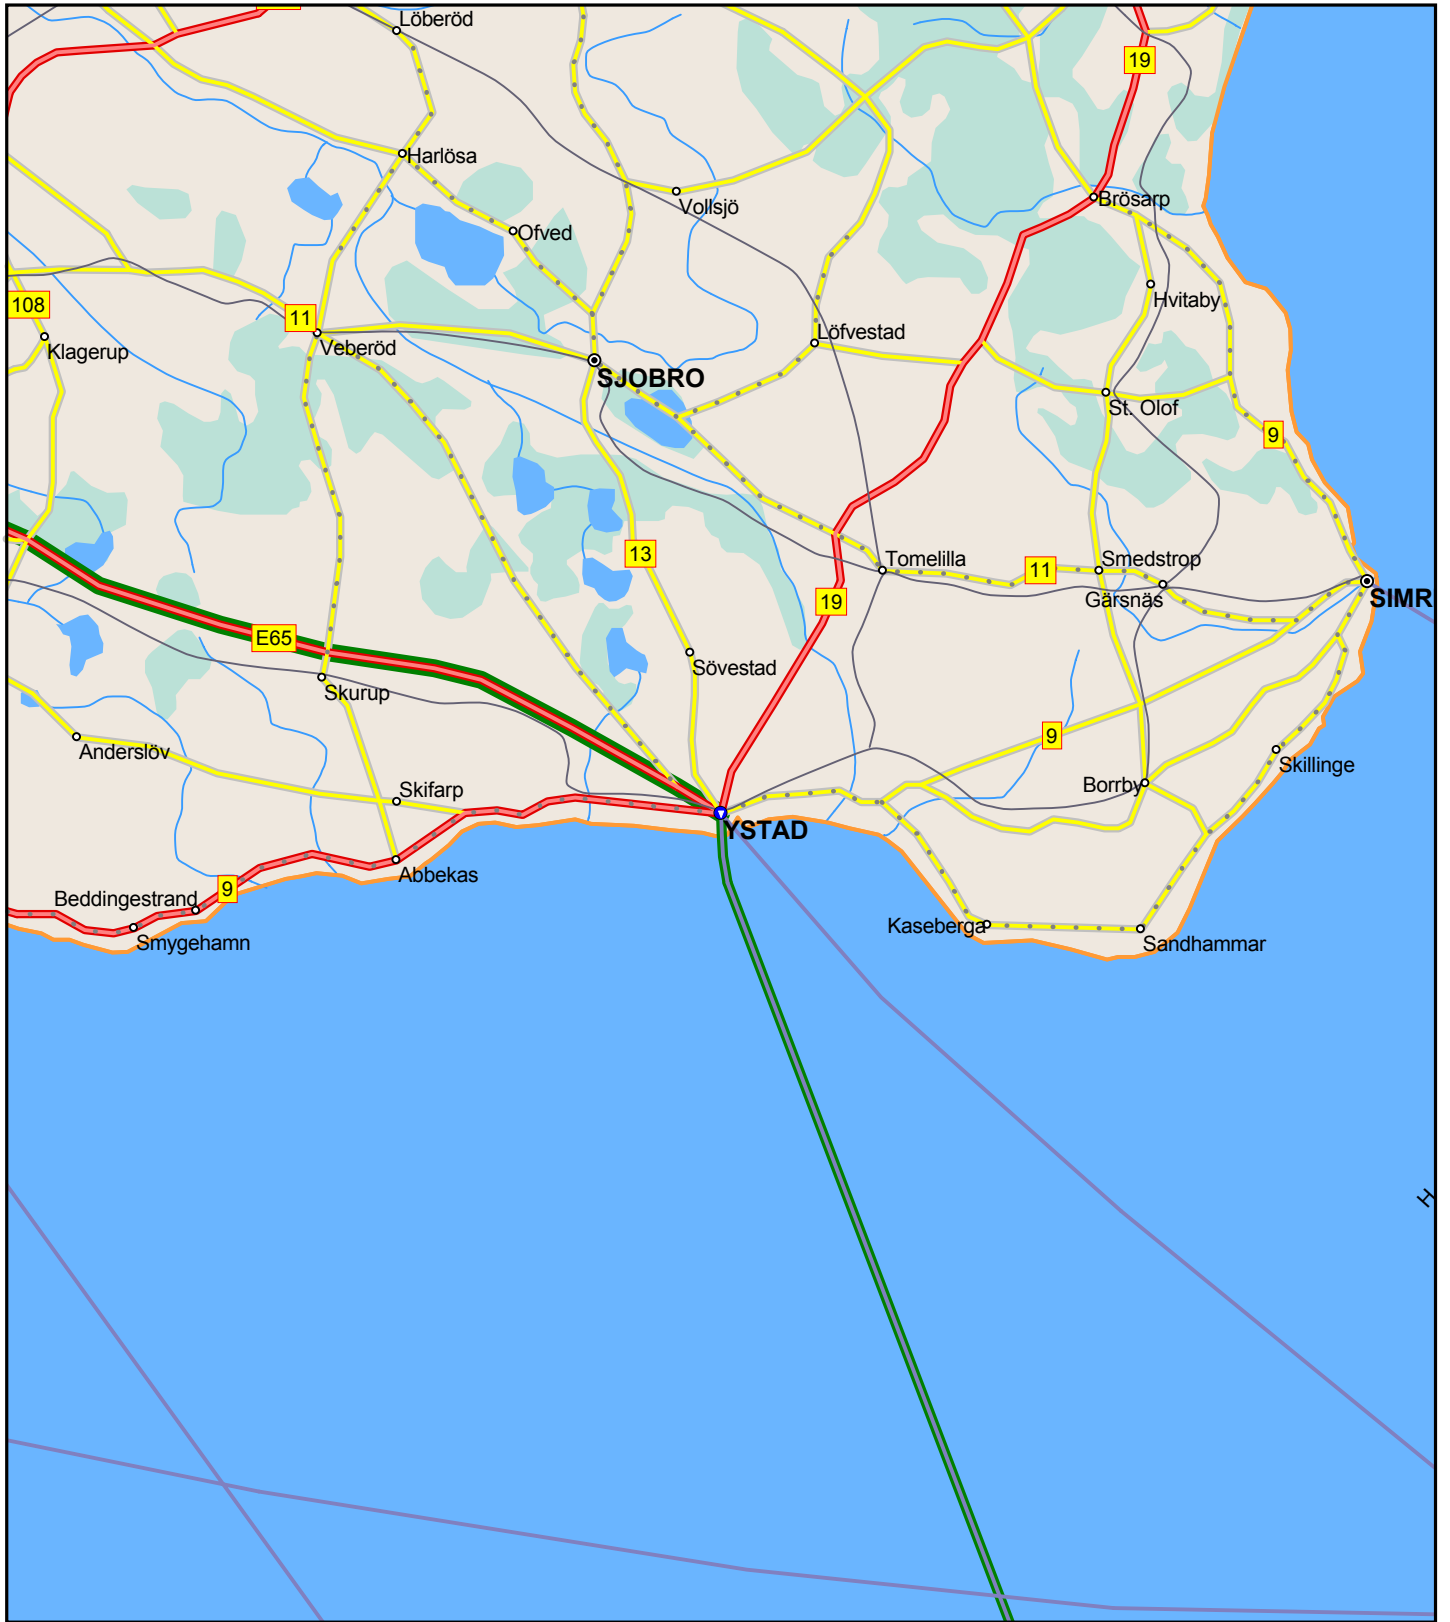 Löberöd
19
Harlösa
Vollsjö
Brösarp
Ofved
Hvitaby
108
11
Löfvestad
Klagerup
Veberöd
SJOBRO
St. Olof
9
13
Tomelilla
11
Smedstrop
Gärsnäs
SIMR
19
E65
Sövestad
Skurup
Anderslöv
9
Skillinge
Borrby
Skifarp
YSTAD
Abbekas
9
Beddingestrand
Smygehamn
Kaseberga
Sandhammar
H